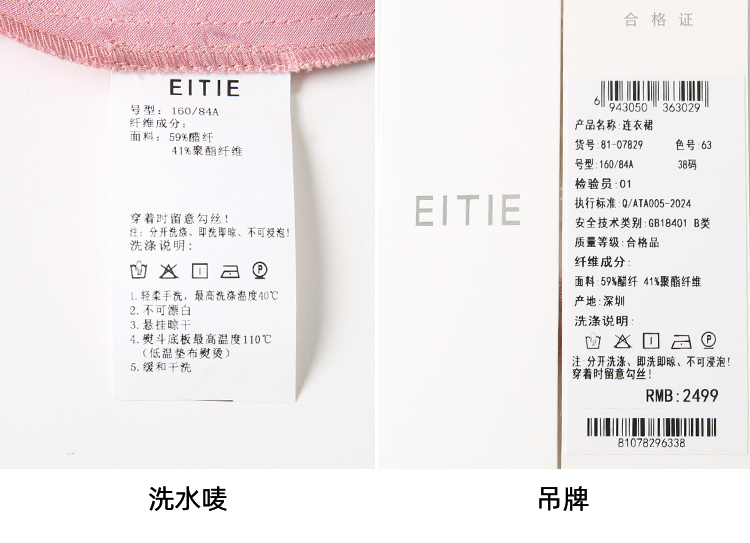 EITIE
号型: 160/84A
纤维成分:
面料: 59%醋纤
41%聚酯纤维
穿着时留意勾丝!
注: 分开洗涤、即洗即晾、不可浸泡!
洗涤说明:
1.轻柔手洗，最高洗涤温度40℃
2.不可漂白
3.悬挂晾干
4.熨斗底板最高温度110℃
（低温垫布熨烫）
5.缓和干洗
洗水唛
EITIE
合格证
6 943050 363029
产品名称:连衣裙
货号:81-07829 色号:63
号型:160/84A 38码
检验员:01
执行标准:Q/ATA005-2024
安全技术类别:GB18401 B类
质量等级:合格品
纤维成分:
面料:59%醋纤 41%聚酯纤维
产地:深圳
洗涤说明:
注:分开洗涤、即洗即晾、不可浸泡!
穿着时留意勾丝!
RMB:2499
81078296338
吊牌